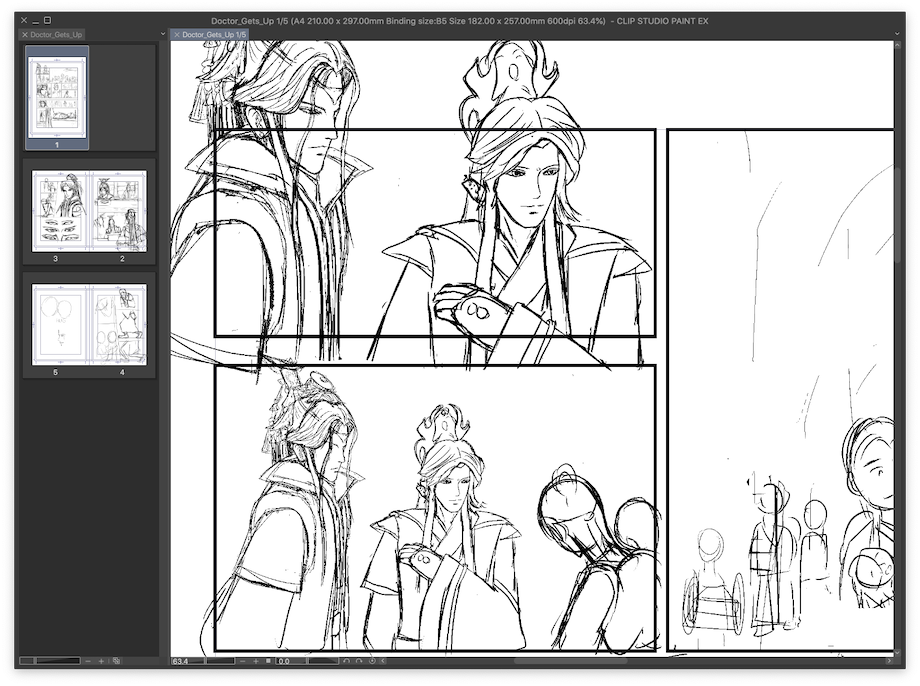 Doctor_Gets_Up 1/5 (A4 210.00 x 297.00mm Binding size:B5 Size 182.00 x 257.00mm 600dpi 63.4%) - CLIP STUDIO PAINT EX
Doctor_Gets_Up
Doctor_Gets_Up 1/5
1
3 2
5 4
63.4
0.0